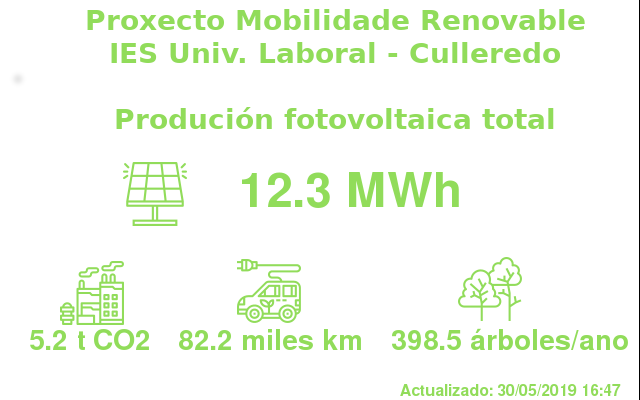 Proxecto Mobilidade Renovable
IES Univ. Laboral - Culleredo
Produción fotovoltaica total
12.3 MWh
5.2 t CO2 82.2 miles km 398.5 árboles/ano
Actualizado: 30/05/2019 16:47